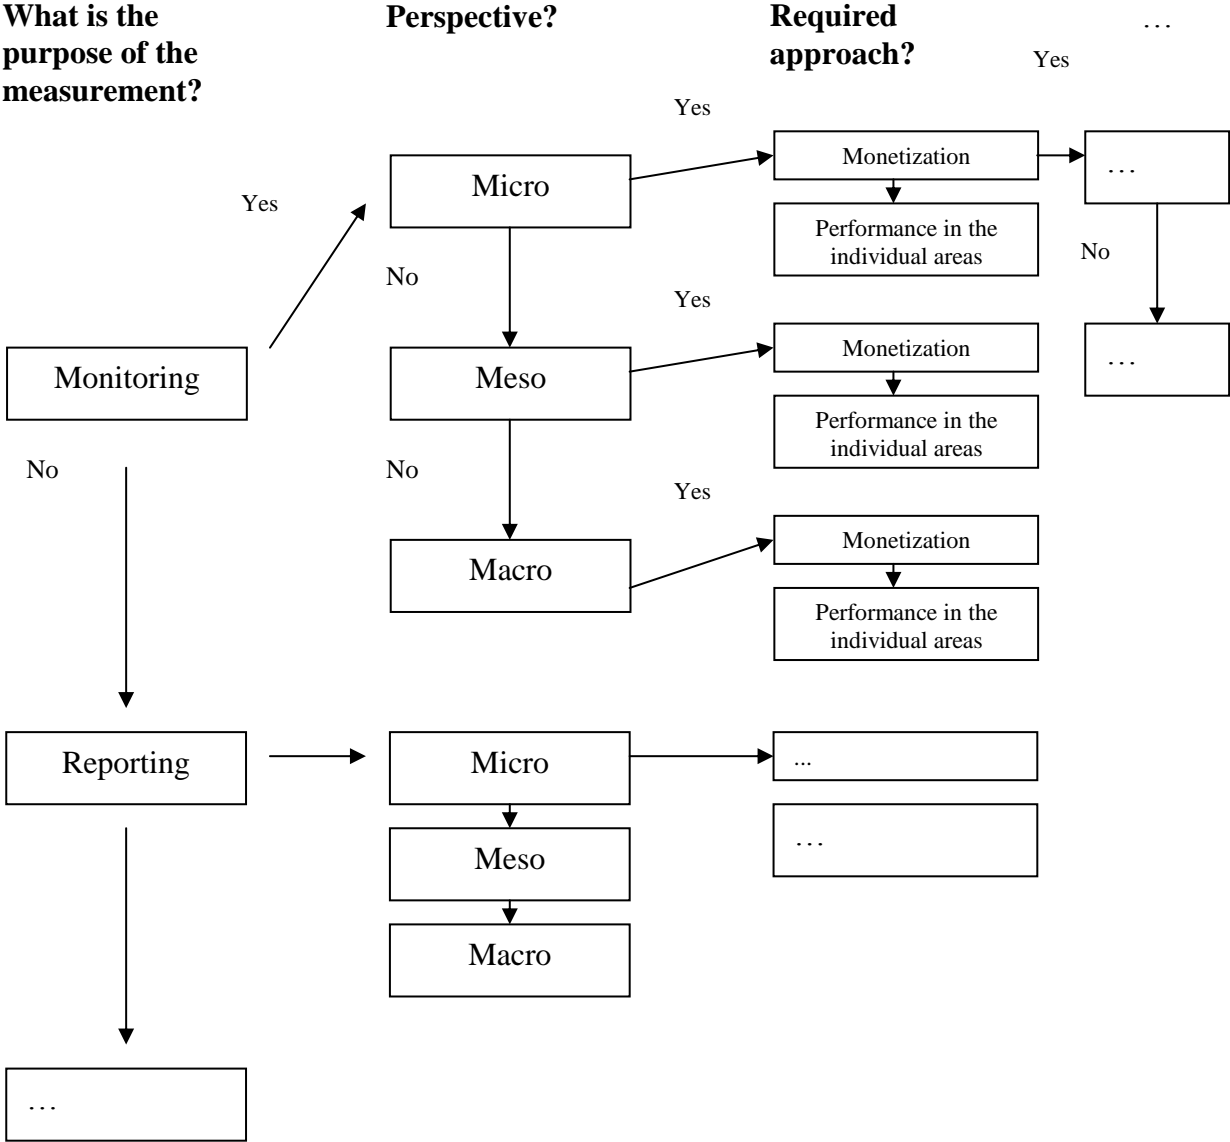 What is the
purpose of the
measurement?
Perspective?
Required
approach?
…
Yes
Yes
Monetization
…
Micro
Yes
Performance in the
individual areas
No
No
Yes
Monitoring
Meso
Monetization
…
Performance in the
individual areas
No
No
Yes
Macro
Monetization
Performance in the
individual areas
Reporting
Micro
...
Meso
…
Macro
…